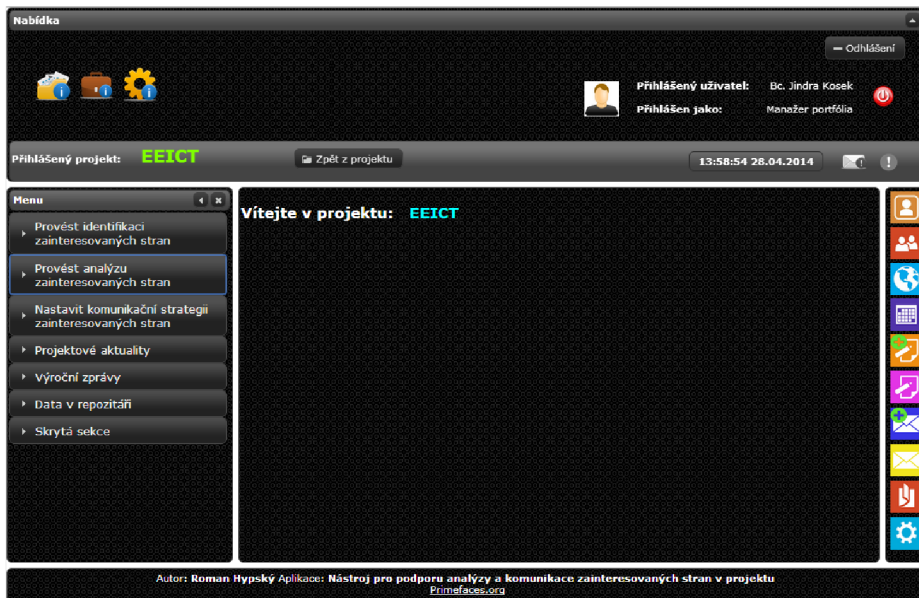 Nabídka
Odhlášení
Přihlášený uživatel: Bc. Jindra Kosek
Přihlášen jako: Manažer portfólia
Přihlášený projekt: EEICT Zpět z projektu 13:58:54 28.04.2014
Menu
Provést identifikaci
zainteresovaných stran
Provést analýzu
zainteresovaných stran
Nastavit komunikační strategii
zainteresovaných stran
Projektové aktuality
Výroční zprávy
Data v repozitáři
Skrytá sekce
Vítejte v projektu: EEICT
Autor: Roman Hypský Aplikace: Nástroj pro podporu analýzy a komunikace zainteresovaných stran v projektu
Primefaces.org